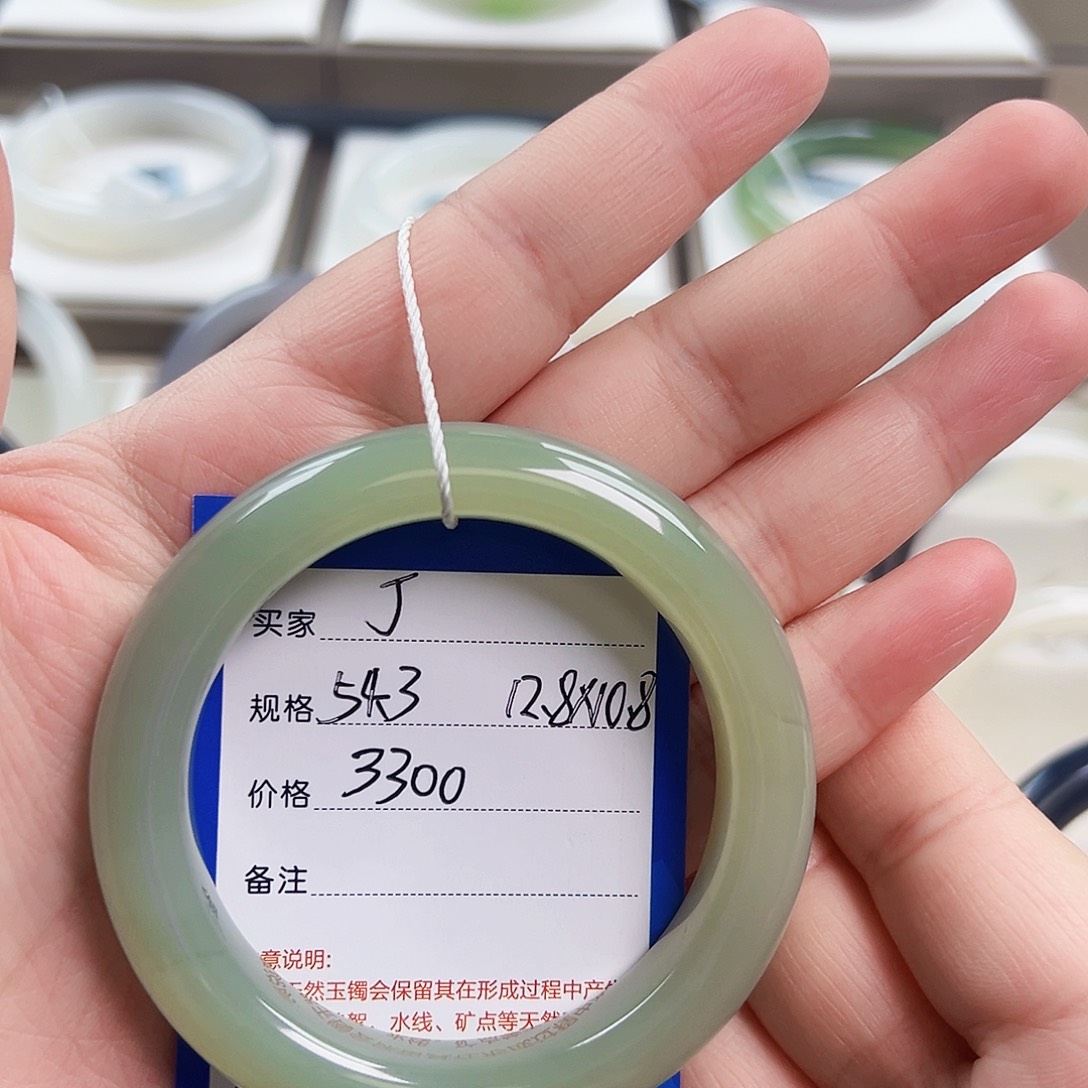 买家 J
规格 54.3 12.8×10.8
价格 3300
备注
意说明:
天然玉镯会保留其在形成过程中产
水线、矿点等天然